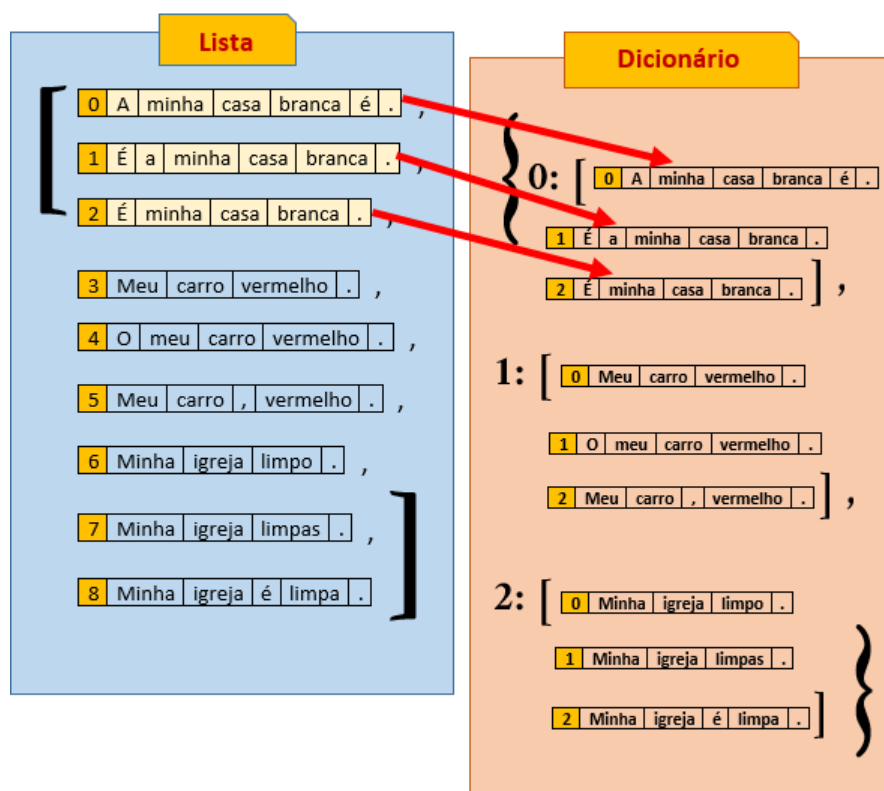 Lista
[ 0 A minha casa branca é . ,
1 É a minha casa branca . ,
2 É minha casa branca . ,
3 Meu carro vermelho . ,
4 O meu carro vermelho . ,
5 Meu carro , vermelho . ,
6 Minha igreja limpo . ,
7 Minha igreja limpas . ,
8 Minha igreja é limpa . ]
Dicionário
{ 0: [ 0 A minha casa branca é .
1 É a minha casa branca .
2 É minha casa branca . ] ,
1: [ 0 Meu carro vermelho .
1 O meu carro vermelho .
2 Meu carro , vermelho . ] ,
2: [ 0 Minha igreja limpo .
1 Minha igreja limpas .
2 Minha igreja é limpa . ] }